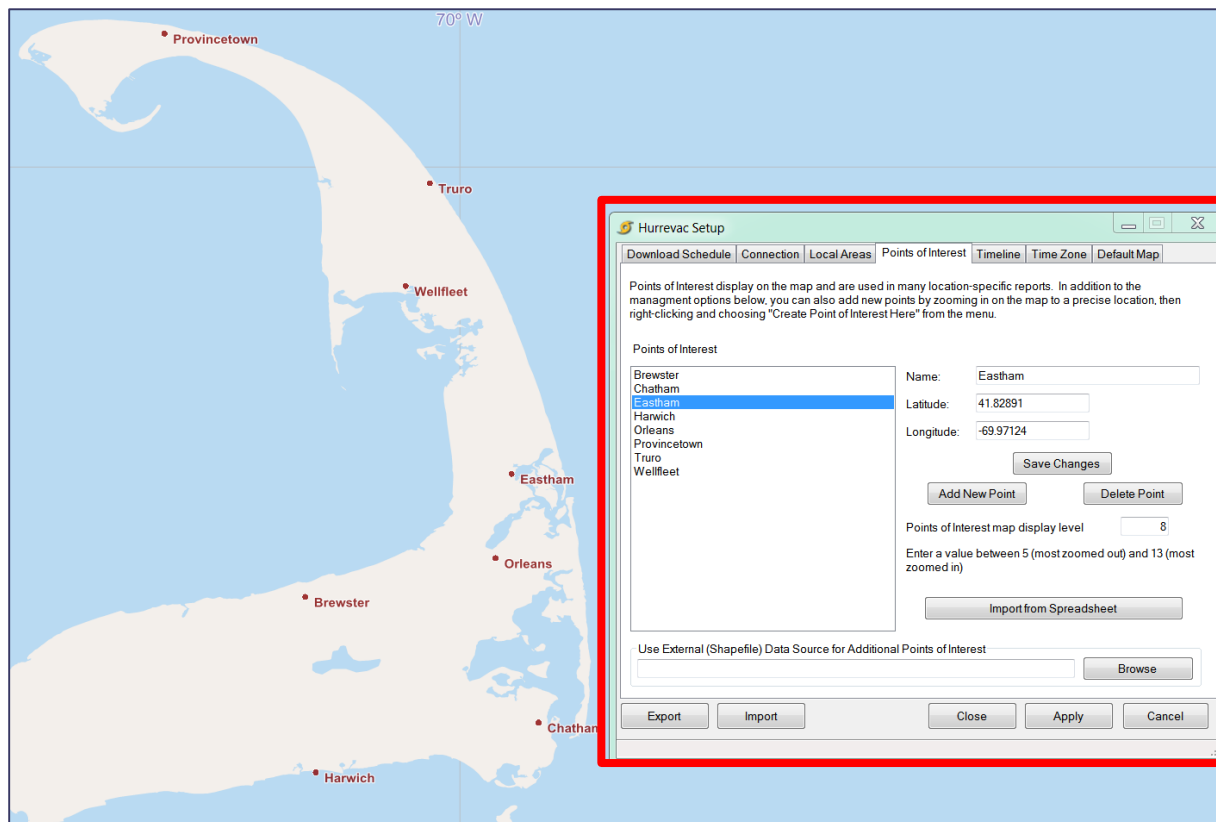 70° W
Provincetown
Truro
Wellfleet
Eastham
Orleans
Brewster
Chathan
Harwich
Hurrevac Setup
Download Schedule Connection Local Areas Points of Interest Timeline Time Zone Default Map
Points of Interest display on the map and are used in many location-specific reports. In addition to the
managment options below, you can also add new points by zooming in on the map to a precise location, then
right-clicking and choosing "Create Point of Interest Here" from the menu.
Points of Interest
Brewster
Chatham
Eastham
Harwich
Orleans
Provincetown
Truro
Wellfleet
Name: Eastham
Latitude: 41.82891
Longitude: -69.97124
Save Changes
Add New Point Delete Point
Points of Interest map display level 8
Enter a value between 5 (most zoomed out) and 13 (most
zoomed in)
Import from Spreadsheet
Use External (Shapefile) Data Source for Additional Points of Interest
Browse
Export Import Close Apply Cancel